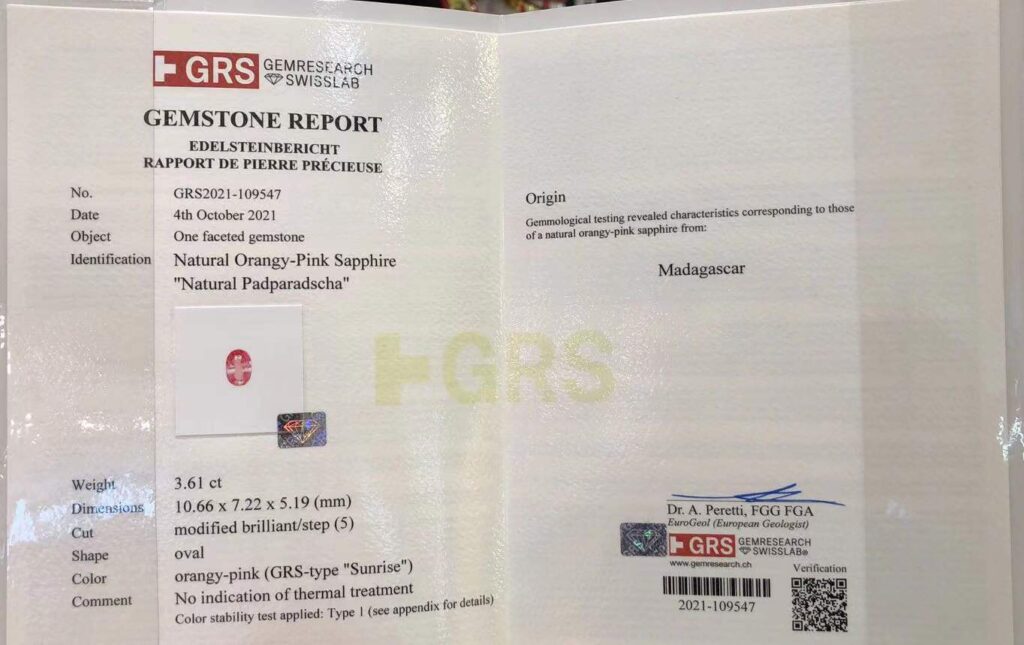 GRS GEMRESEARCH
SWISSLAB
GEMSTONE REPORT
EDELSTEINBERICHT
RAPPORT DE PIERRE PRÉCIEUSE
No. GRS2021-109547
Date 4th October 2021
Object One faceted gemstone
Identification Natural Orangy-Pink Sapphire
"Natural Padparadscha"
GRS
Weight 3.61 ct
Dimensions 10.66 x 7.22 x 5.19 (mm)
Cut modified brilliant/step (5)
Shape oval
Color orangy-pink (GRS-type "Sunrise")
Comment No indication of thermal treatment
Color stability test applied: Type 1 (see appendix for details)
Origin
Gemmological testing revealed characteristics corresponding to those
of a natural orangy-pink sapphire from:
Madagascar
Dr. A. Peretti, FGG FGA
EuroGeol (European Geologist)
GRS GEMRESEARCH
SWISSLAB®
www.gemresearch.ch
Verification
2021-109547